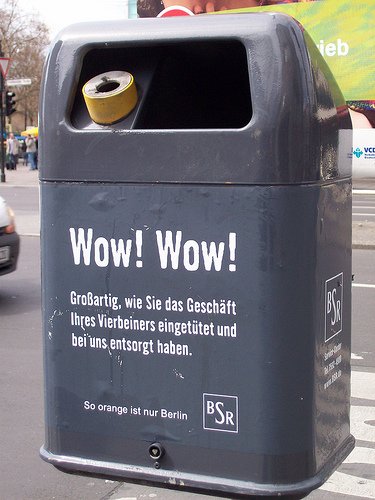 ieb
VCD
Wow! Wow!
Großartig, wie Sie das Geschäft
Ihres Vierbeiners eingetütet und
bei uns entsorgt haben.
So orange ist nur Berlin
BSR
BSR